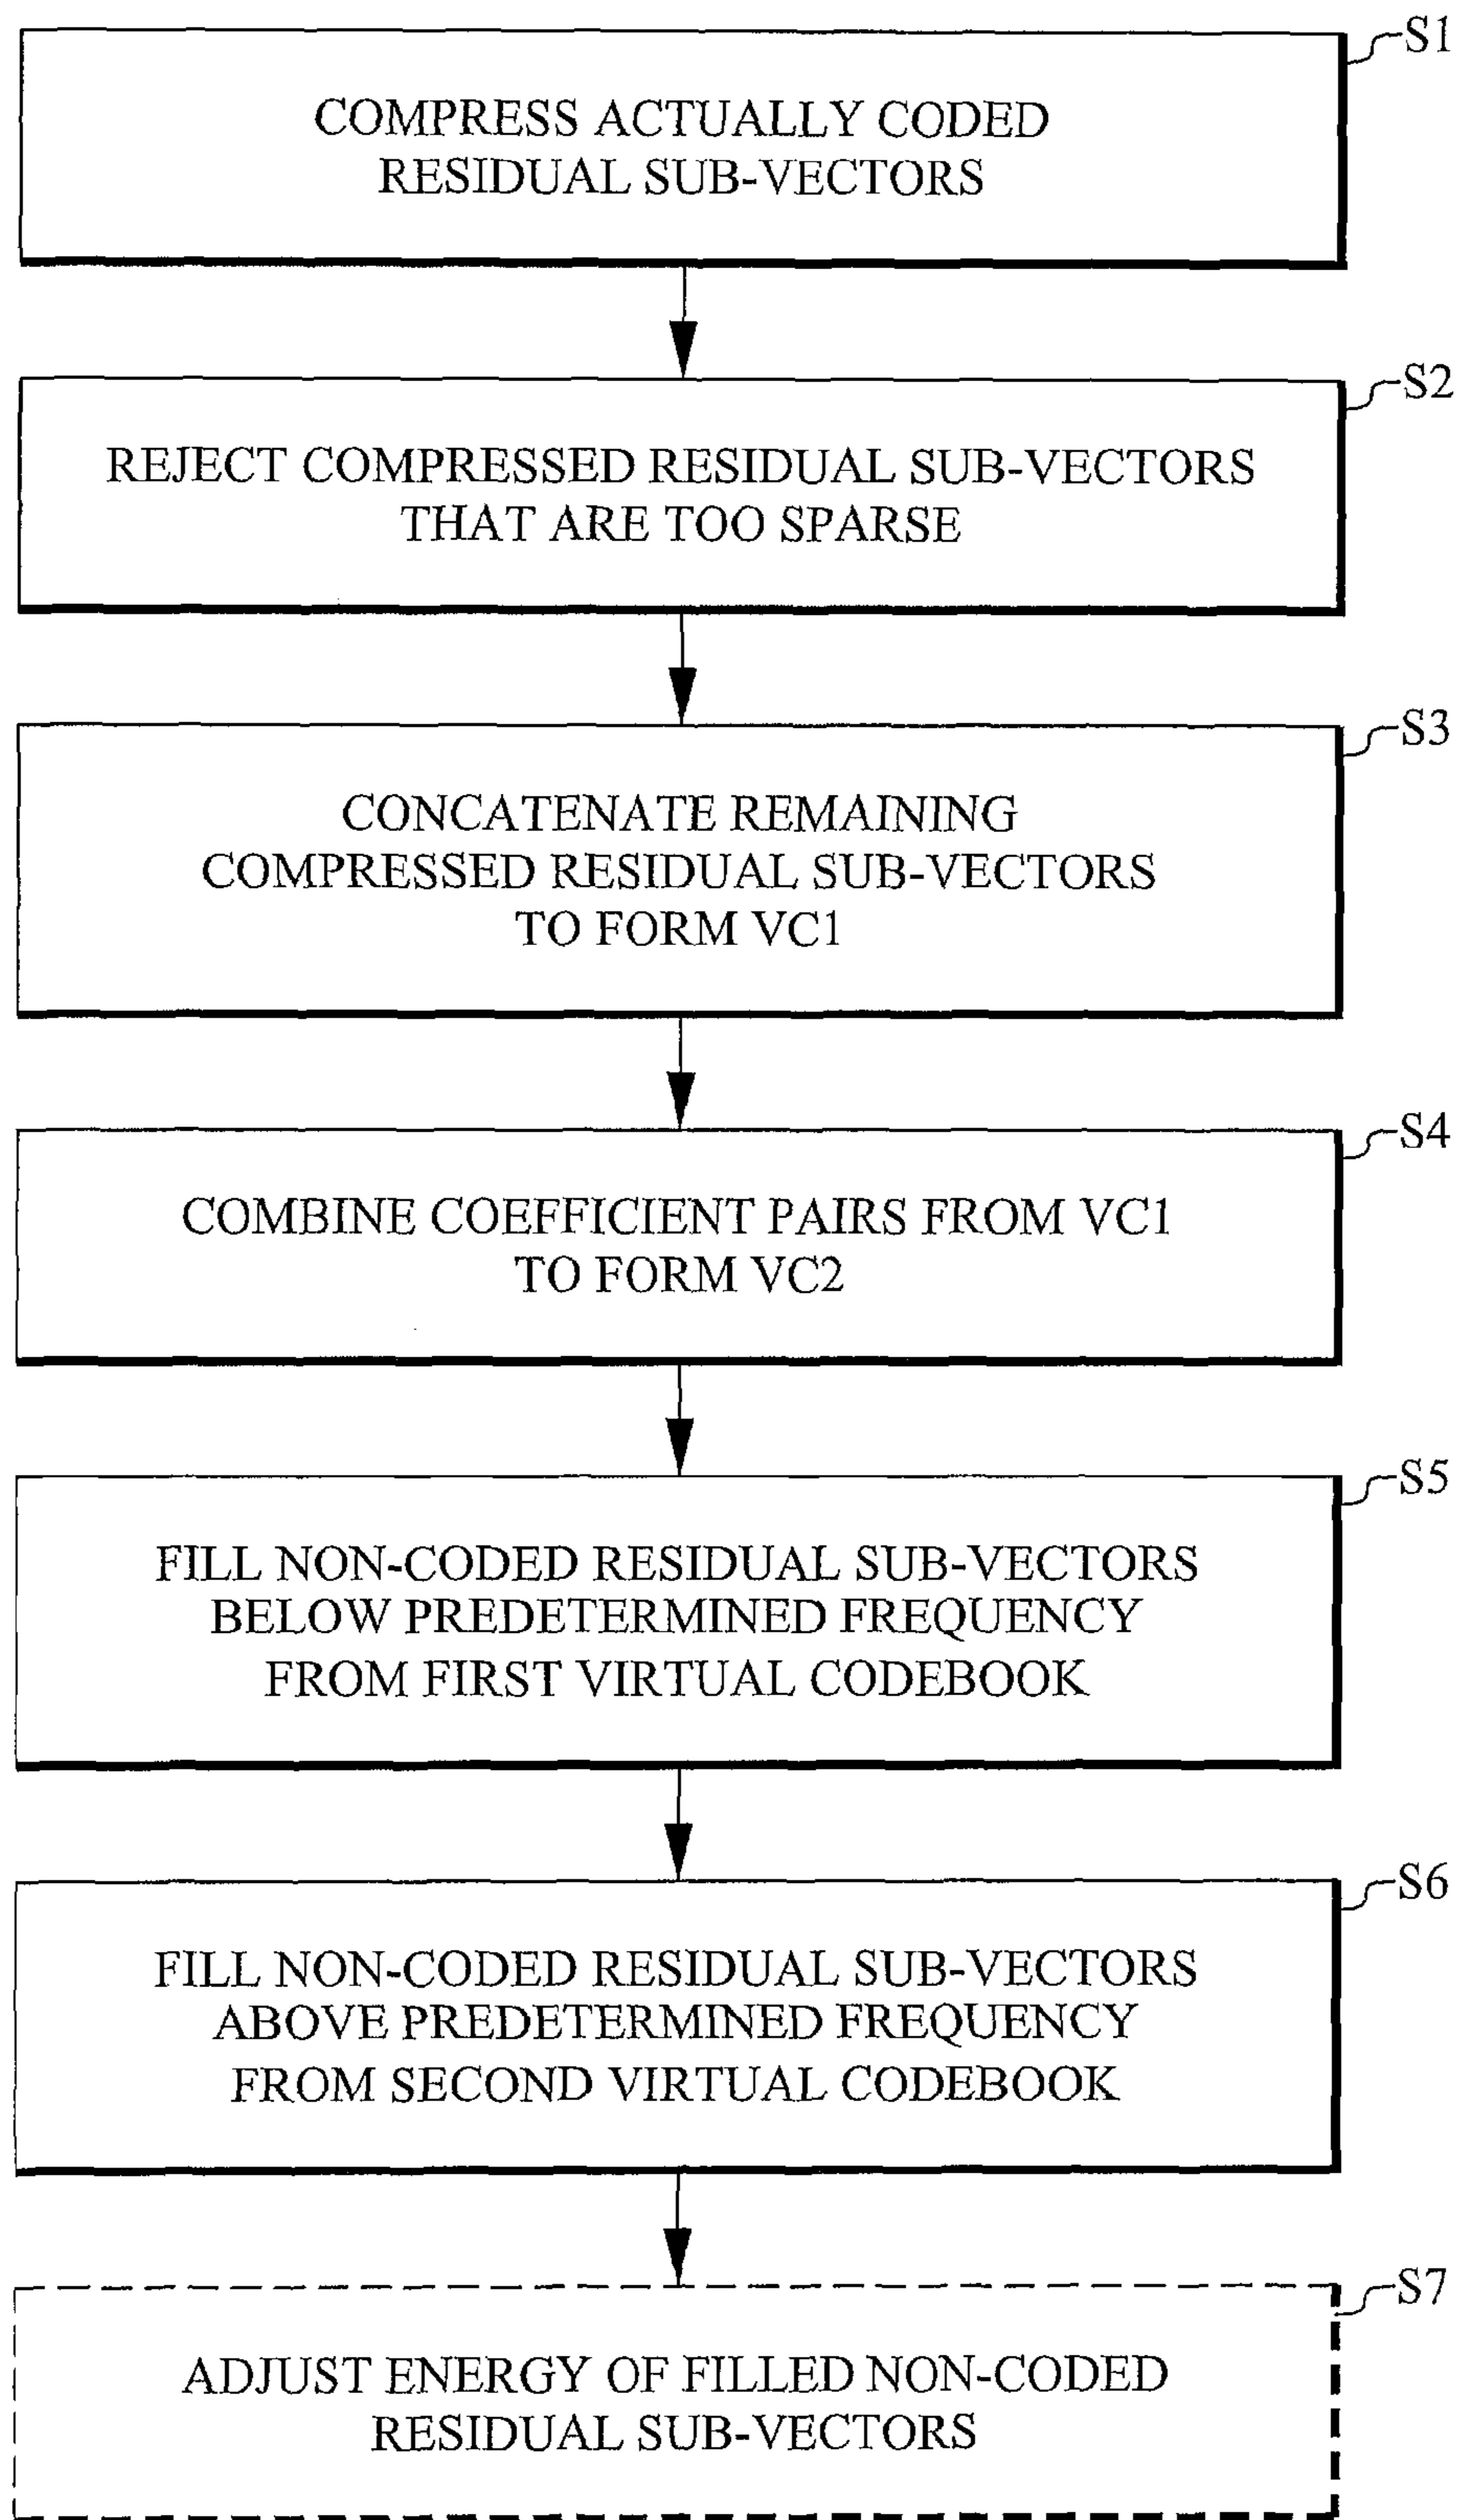 S1
COMPRESS ACTUALLY CODED
RESIDUAL SUB-VECTORS
S2
REJECT COMPRESSED RESIDUAL SUB-VECTORS
THAT ARE TOO SPARSE
S3
CONCATENATE REMAINING
COMPRESSED RESIDUAL SUB-VECTORS
TO FORM VC1
S4
COMBINE COEFFICIENT PAIRS FROM VC1
TO FORM VC2
S5
FILL NON-CODED RESIDUAL SUB-VECTORS
BELOW PREDETERMINED FREQUENCY
FROM FIRST VIRTUAL CODEBOOK
S6
FILL NON-CODED RESIDUAL SUB-VECTORS
ABOVE PREDETERMINED FREQUENCY
FROM SECOND VIRTUAL CODEBOOK
S7
ADJUST ENERGY OF FILLED NON-CODED
RESIDUAL SUB-VECTORS